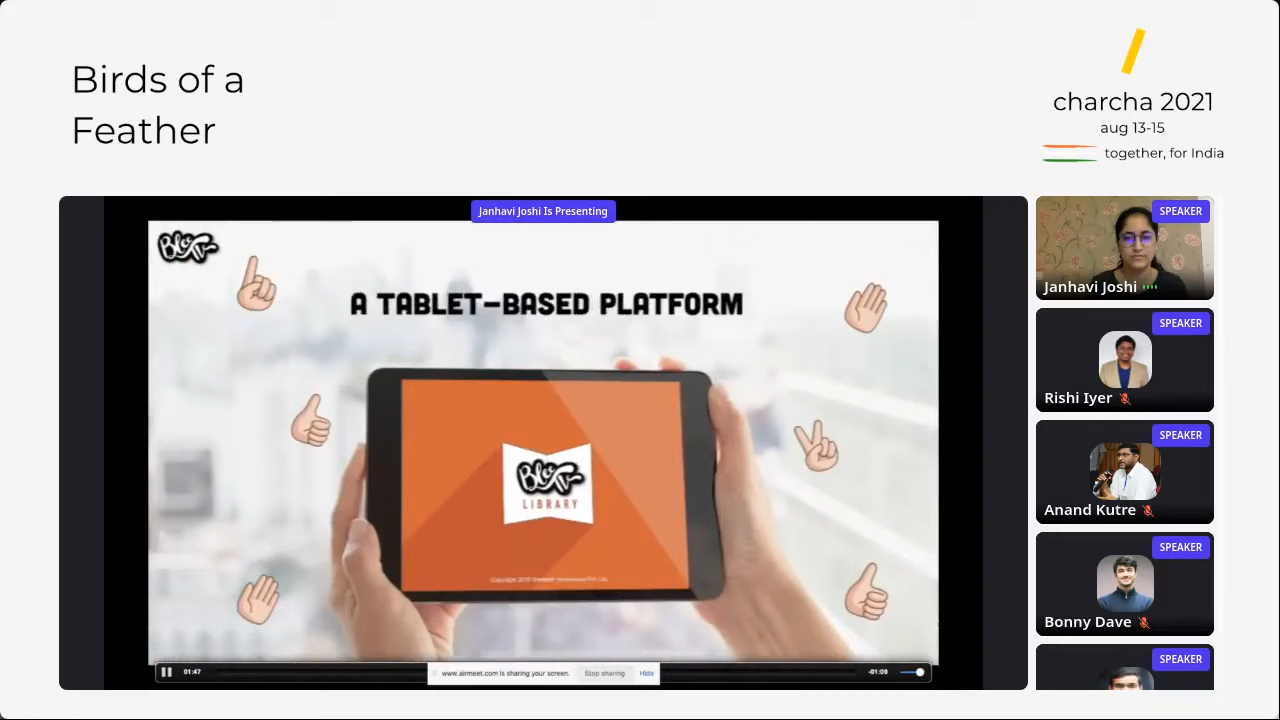 Birds of a
Feather
charcha 2021
aug 13-15
together, for India
Janhavi Joshi Is Presenting
A TABLET-BASED PLATFORM
LIBRARY
Copyright
01:47
www.airmeet.com is sharing your screen.
Stop sharing
Hide
-01:09
SPEAKER
Janhavi Joshi
SPEAKER
Rishi Iyer
SPEAKER
Anand Kutre
SPEAKER
Bonny Dave
SPEAKER